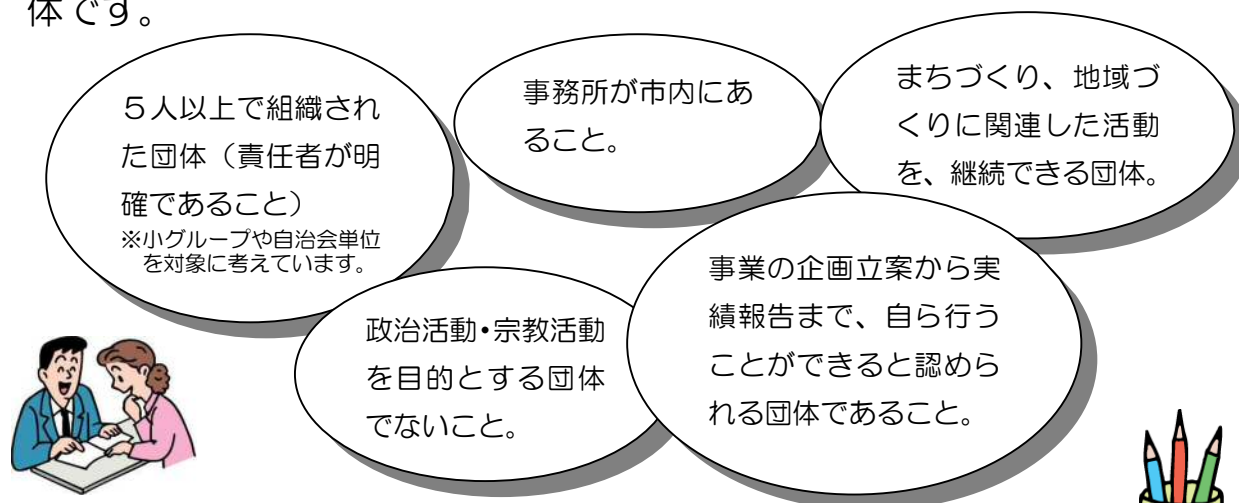 体です。
５人以上で組織され
た団体（責任者が明
確であること）
※小グループや自治会単位
を対象に考えています。
事務所が市内にあ
ること。
まちづくり、地域づ
くりに関連した活動
を、継続できる団体。
政治活動・宗教活動
を目的とする団体
でないこと。
事業の企画立案から実
績報告まで、自ら行う
ことができると認めら
れる団体であること。